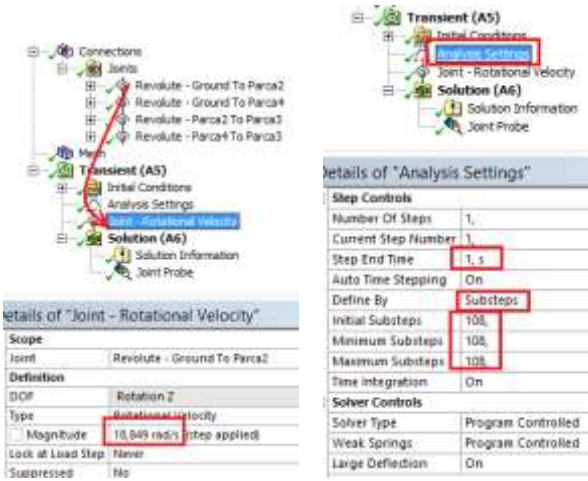 Connections
Joints
Revolute - Ground To Parca2
Revolute - Ground To Parca4
Revolute - Parca2 To Parca3
Revolute - Parca4 To Parca3
Mesh
Transient (A5)
Initial Conditions
Analysis Settings
Joint - Rotational Velocity
Solution (A6)
Solution Information
Joint Probe
etails of "Joint - Rotational Velocity"
Scope
Joint Revolute - Ground To Parca2
Definition
DOF Rotation Z
Type Rotational Velocity
Magnitude 10,849 rad/s (step applied)
Lock at Load Step Never
Suppressed No
Transient (A5)
Initial Conditions
Analysis Settings
Joint - Rotational Velocity
Solution (A6)
Solution Information
Joint Probe
Details of "Analysis Settings"
Step Controls
Number Of Steps 1,
Current Step Number 1,
Step End Time 1, s
Auto Time Stepping On
Define By Substeps
Initial Substeps 108,
Minimum Substeps 108,
Maximum Substeps 108,
Time Integration On
Solver Controls
Solver Type Program Controlled
Weak Springs Program Controlled
Large Deflection On